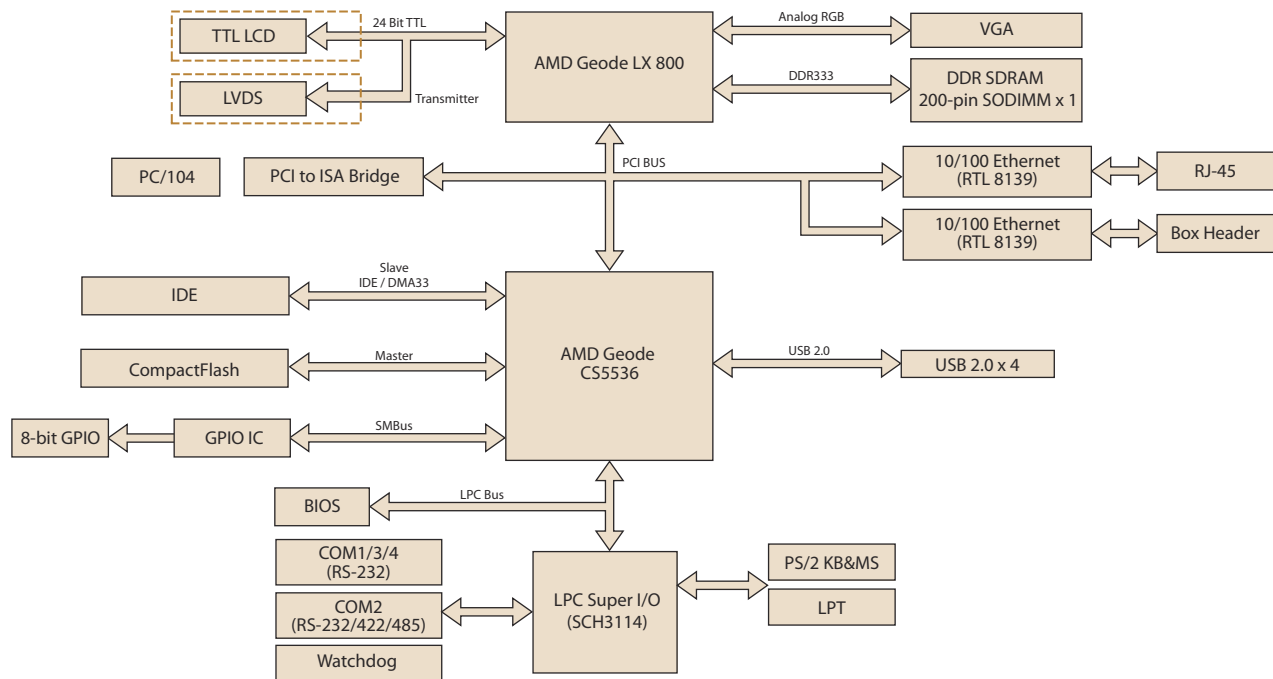 TTL LCD
24 Bit TTL
AMD Geode LX 800
Analog RGB
VGA
LVDS
Transmitter
DDR333
DDR SDRAM
200-pin SODIMM x 1
PC/104
PCI to ISA Bridge
PCI BUS
10/100 Ethernet
(RTL 8139)
RJ-45
10/100 Ethernet
(RTL 8139)
Box Header
IDE
Slave
IDE / DMA33
AMD Geode
CS5536
CompactFlash
Master
USB 2.0
USB 2.0 x 4
8-bit GPIO
GPIO IC
SMBus
BIOS
LPC Bus
COM1/3/4
(RS-232)
COM2
(RS-232/422/485)
Watchdog
LPC Super I/O
(SCH3114)
PS/2 KB&MS
LPT